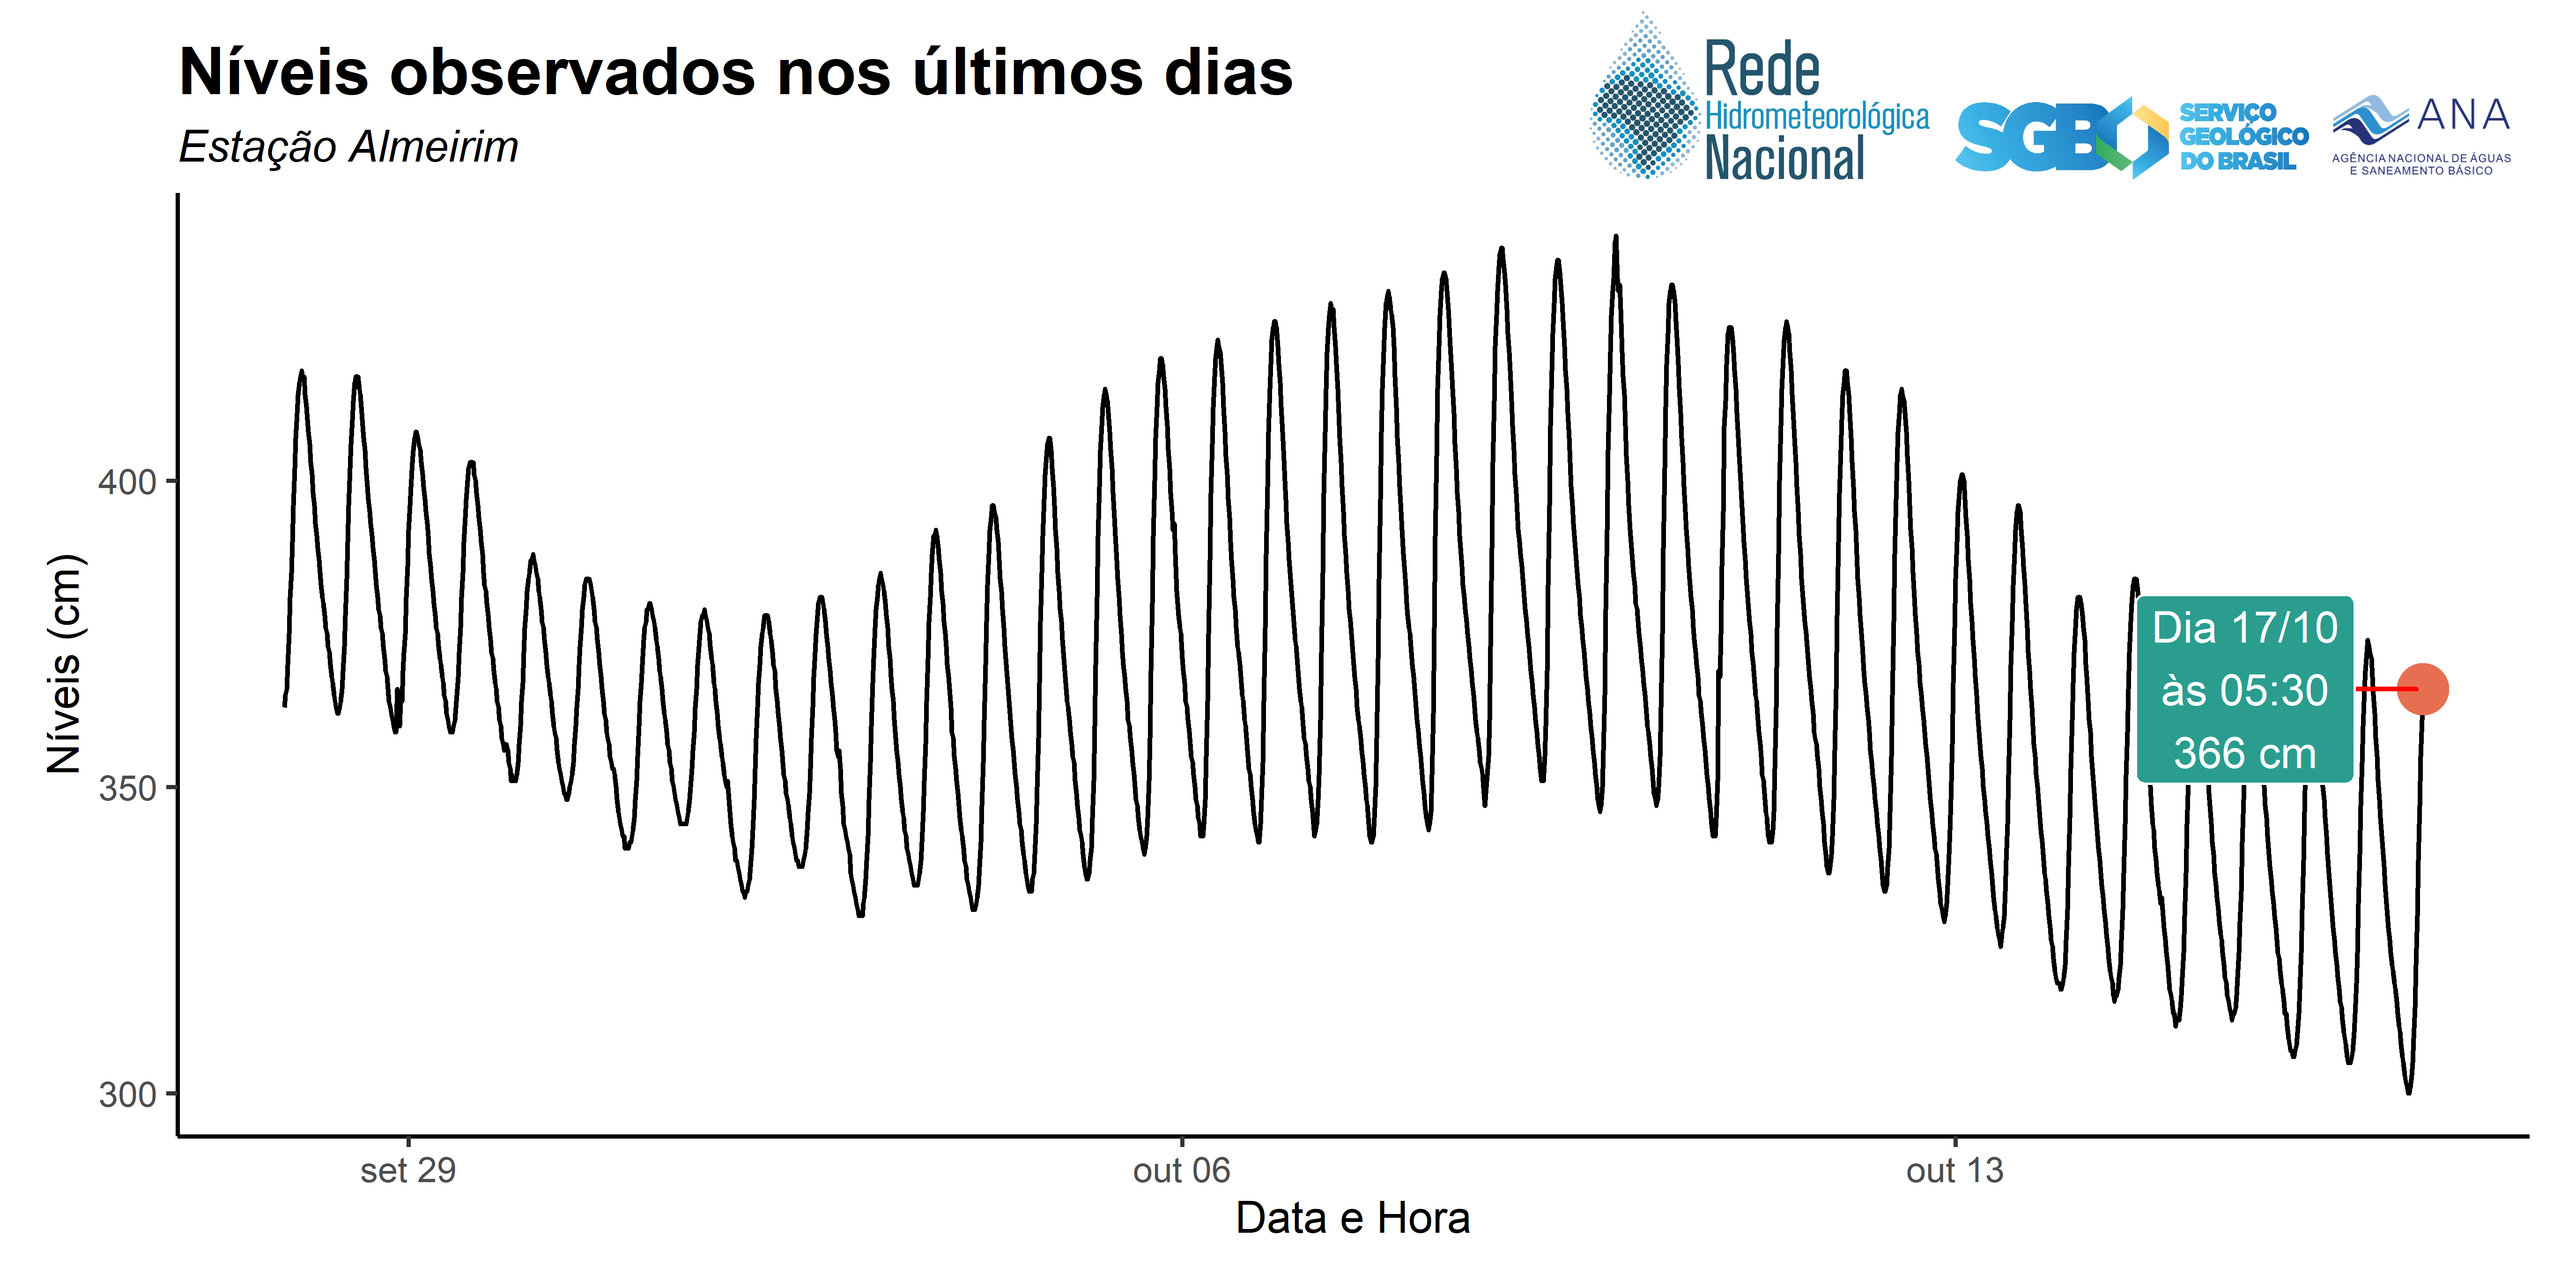 Níveis observados nos últimos dias
Estação Almeirim
Rede
Hidrometeorológica
Nacional
SGB
SERVIÇO
GEOLÓGICO
DO BRASIL
ANA
AGÊNCIA NACIONAL DE ÁGUAS
E SANEAMENTO BÁSICO
Níveis (cm)
400
350
300
Dia 17/10
às 05:30
366 cm
set 29
out 06
out 13
Data e Hora